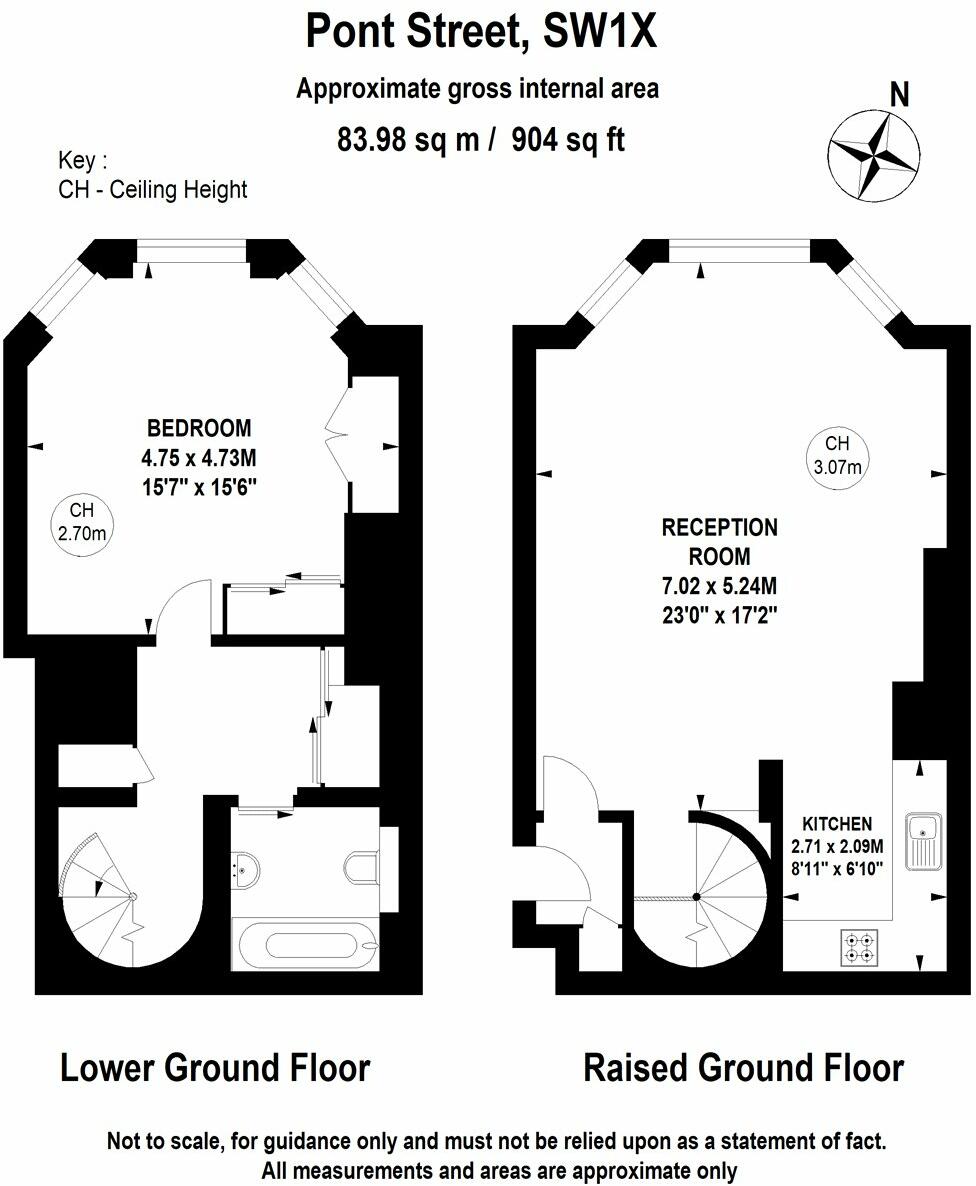 Pont Street, SW1X
Approximate gross internal area
83.98 sq m / 904 sq ft
N
Key :
CH - Ceiling Height
BEDROOM
4.75 x 4.73M
15'7" x 15'6"
CH
2.70m
CH
3.07m
RECEPTION
ROOM
7.02 x 5.24M
23'0" x 17'2"
KITCHEN
2.71 x 2.09M
8'11" x 6'10"
Lower Ground Floor
Raised Ground Floor
Not to scale, for guidance only and must not be relied upon as a statement of fact.
All measurements and areas are approximate only